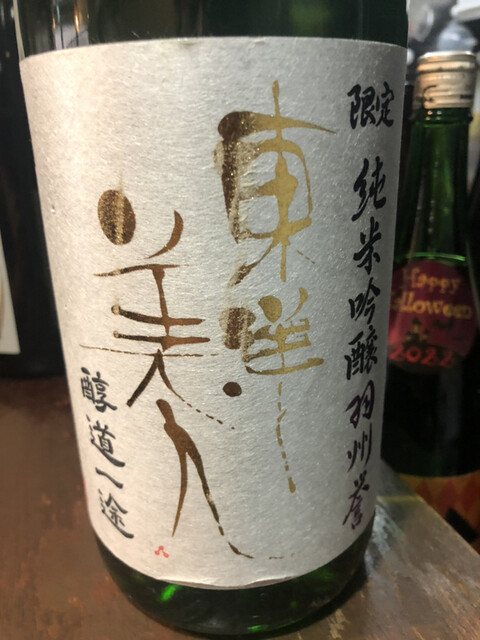 限定 純米吟醸 羽州誉
東洋
美人
醇道一途
Happy
Halloween
2022